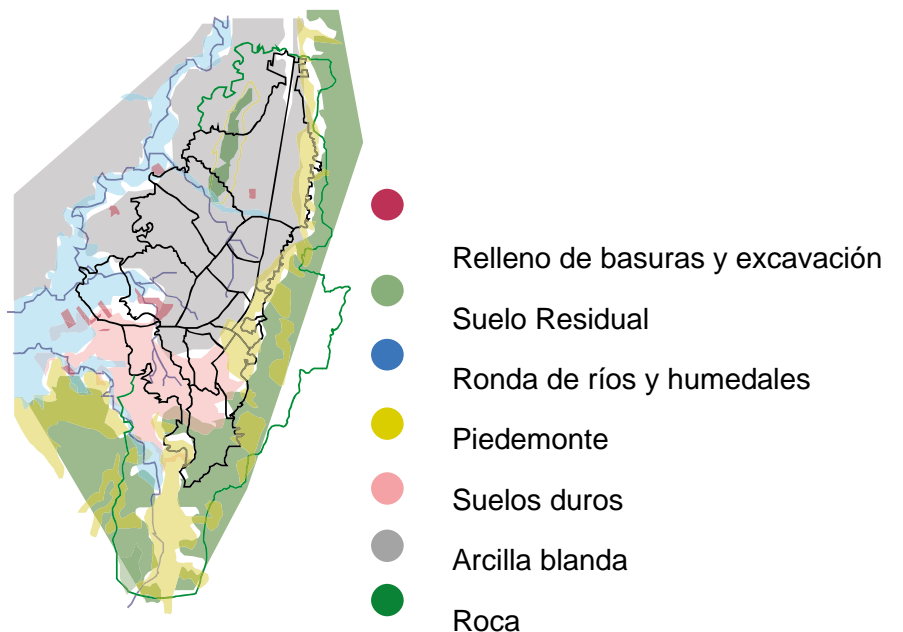 Relleno de basuras y excavación
Suelo Residual
Ronda de ríos y humedales
Piedemonte
Suelos duros
Arcilla blanda
Roca